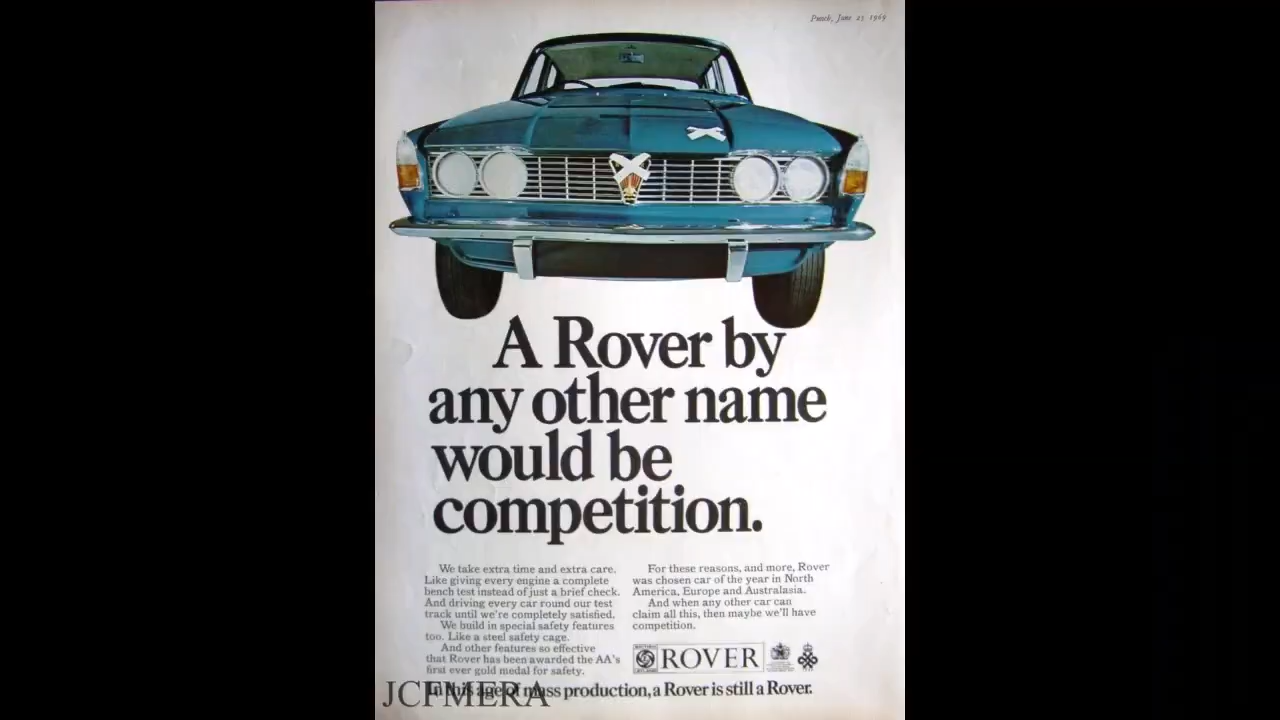 Punch, June 25 1969
A Rover by
any other name
would be
competition.
We take extra time and extra care.
Like giving every engine a complete
bench test instead of just a brief check.
And driving every car round our test
track until we're completely satisfied.
We build in special safety features
too. Like a steel safety cage.
And other features so effective
that Rover has been awarded the AA's
first ever gold medal for safety.
For these reasons, and more, Rover
was chosen car of the year in North
America, Europe and Australasia.
And when any other car can
claim all this, then maybe we'll have
competition.
ROVER
In this age of mass production, a Rover is still a Rover.
JCFMERA